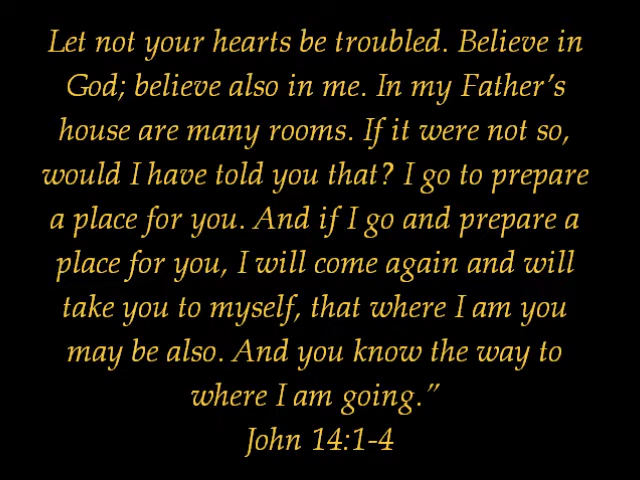 Let not your hearts be troubled. Believe in
God; believe also in me. In my Father’s
house are many rooms. If it were not so,
would I have told you that? I go to prepare
a place for you. And if I go and prepare a
place for you, I will come again and will
take you to myself, that where I am you
may be also. And you know the way to
where I am going.”
John 14:1-4